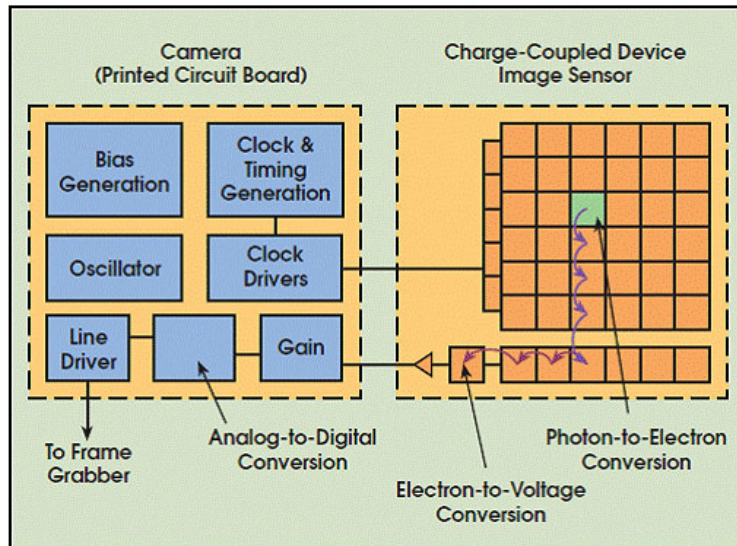 Camera
(Printed Circuit Board)
Charge-Coupled Device
Image Sensor
Bias
Generation
Clock &
Timing
Generation
Oscillator
Clock
Drivers
Line
Driver
Gain
To Frame
Grabber
Analog-to-Digital
Conversion
Electron-to-Voltage
Conversion
Photon-to-Electron
Conversion